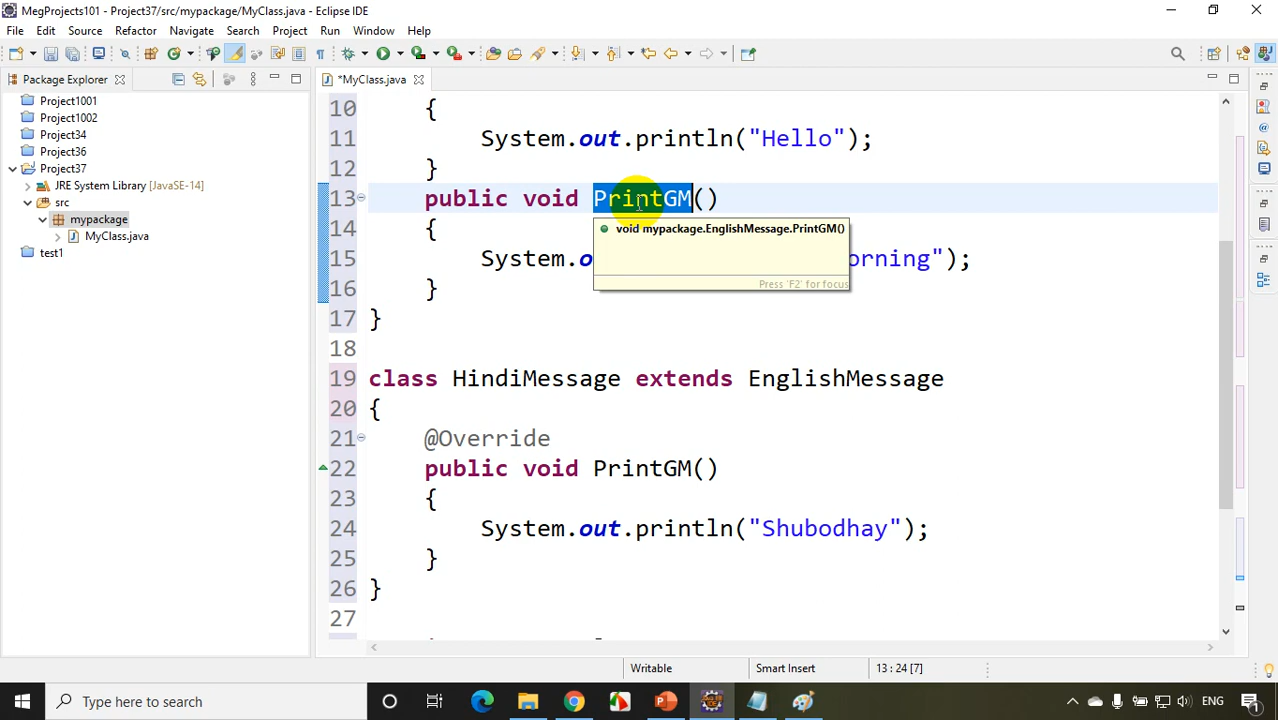 MegProjects101 - Project37/src/mypackage/MyClass.java - Eclipse IDE
File Edit Source Refactor Navigate Search Project Run Window Help
Package Explorer
*MyClass.java
Project1001
Project1002
Project34
Project36
Project37
JRE System Library [JavaSE-14]
src
mypackage
MyClass.java
test1
10 {
11 System.out.println("Hello");
12 }
13 public void PrintGM()
14 {
void mypackage.EnglishMessage.PrintGM()
15 System.o orning");
Press 'F2' for focus
16 }
17 }
18
19 class HindiMessage extends EnglishMessage
20 {
21 @Override
22 public void PrintGM()
23 {
24 System.out.println("Shubodhay");
25 }
26 }
27
Writable Smart Insert 13 : 24 [7]
Type here to search
ENG
1